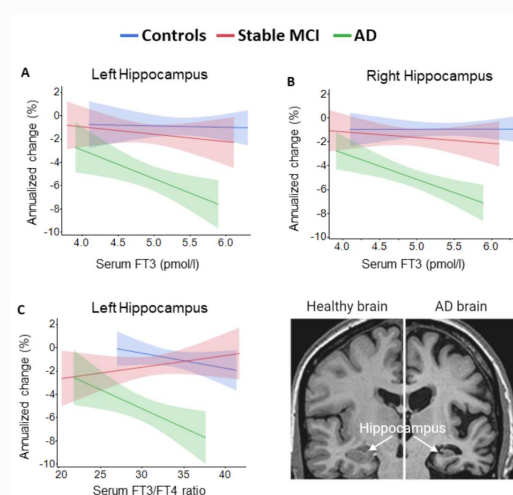 Controls Stable MCI AD
A
Left Hippocampus
Annualized change (%)
2
0
-2
-4
-6
-8
-10
4.0 4.5 5.0 5.5 6.0
Serum FT3 (pmol/l)
B
Right Hippocampus
Annualized change (%)
2
0
-2
-4
-6
-8
-10
4.0 4.5 5.0 5.5 6.0
Serum FT3 (pmol/l)
C
Left Hippocampus
Annualized change (%)
2
0
-2
-4
-6
-8
-10
20 25 30 35 40
Serum FT3/FT4 ratio
Healthy brain AD brain
Hippocampus